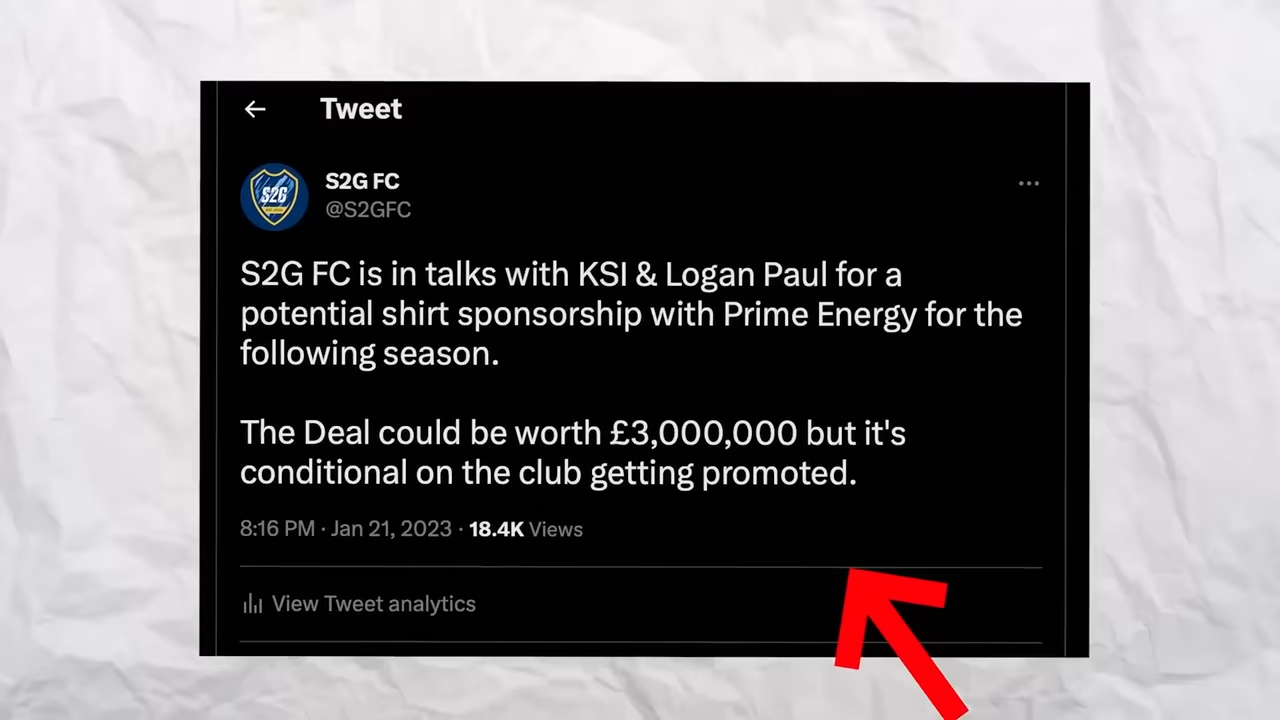 Tweet
S2G
S2G FC
@S2GFC
S2G FC is in talks with KSI & Logan Paul for a
potential shirt sponsorship with Prime Energy for the
following season.
The Deal could be worth £3,000,000 but it's
conditional on the club getting promoted.
8:16 PM · Jan 21, 2023 · 18.4K Views
View Tweet analytics